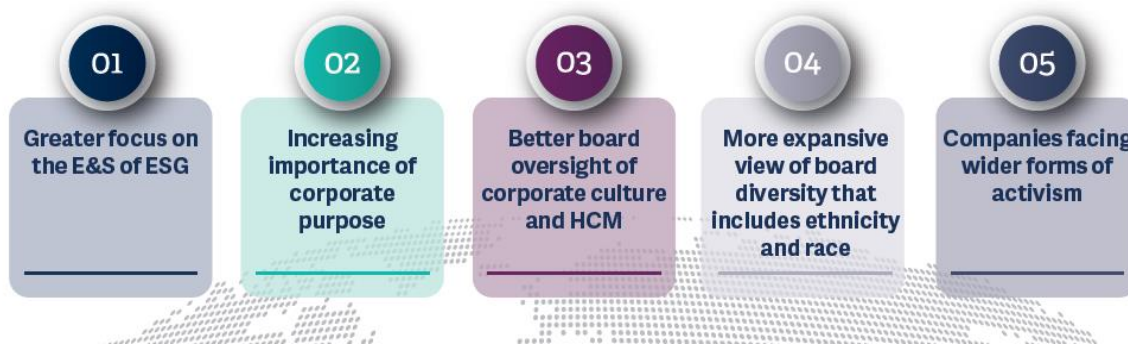 01
Greater focus on
the E&S of ESG
02
Increasing
importance of
corporate
purpose
03
Better board
oversight of
corporate culture
and HCM
04
More expansive
view of board
diversity that
includes ethnicity
and race
05
Companies facing
wider forms of
activism